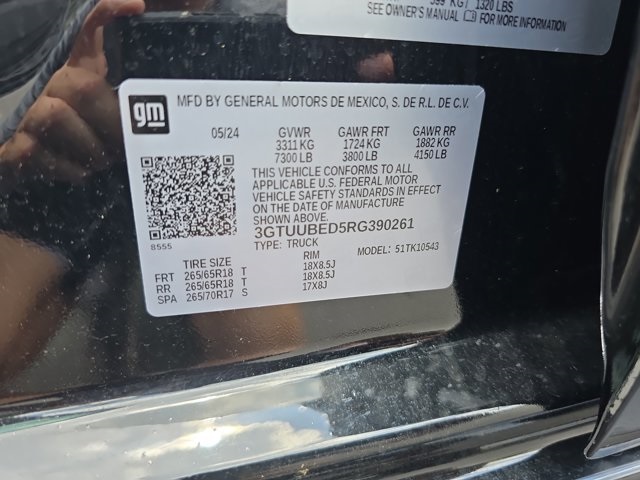 599 KG / 1320 LBS
SEE OWNER'S MANUAL FOR MORE INFORMATION
gm
MFD BY GENERAL MOTORS DE MEXICO, S. DE R.L. DE C.V.
05/24 GVWR GAWR FRT GAWR RR
3311 KG 1724 KG 1882 KG
7300 LB 3800 LB 4150 LB
THIS VEHICLE CONFORMS TO ALL
APPLICABLE U.S. FEDERAL MOTOR
VEHICLE SAFETY STANDARDS IN EFFECT
ON THE DATE OF MANUFACTURE
SHOWN ABOVE.
3GTUUBED5RG390261
8555
TYPE: TRUCK MODEL: 51TK10543
TIRE SIZE RIM
FRT 265/65R18 T 18X8.5J
RR 265/65R18 T 18X8.5J
SPA 265/70R17 S 17X8J